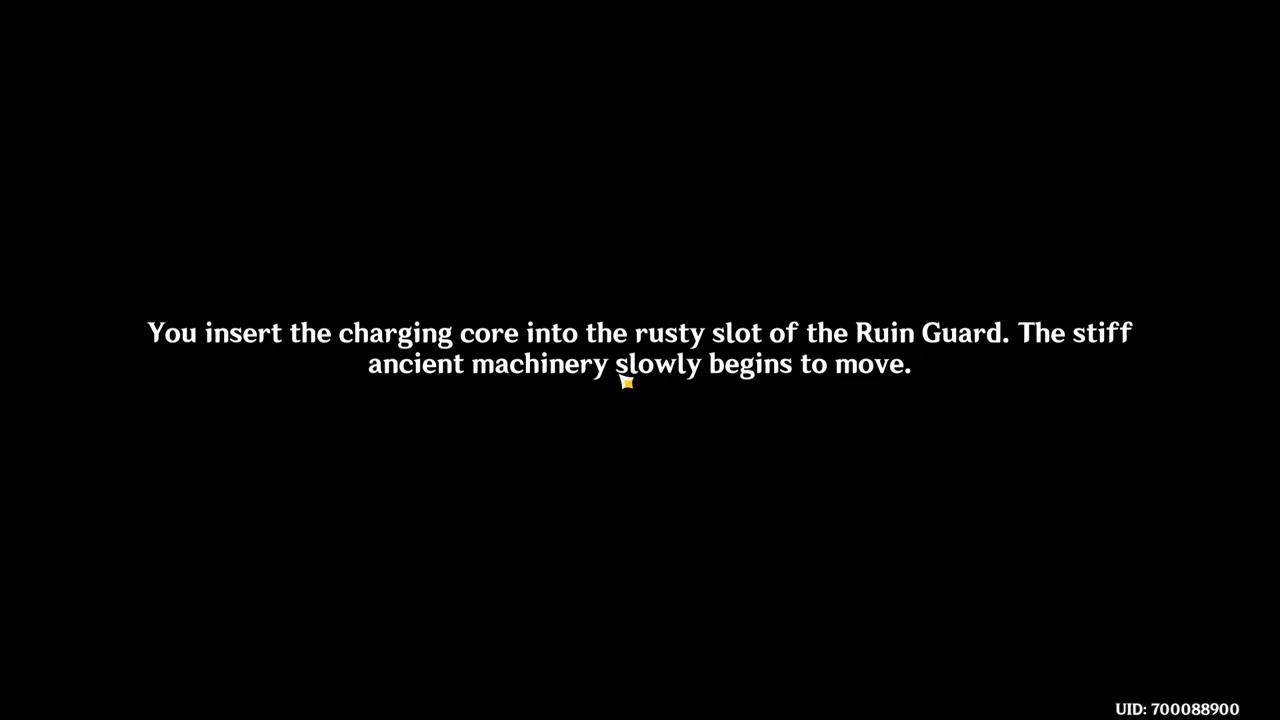 You insert the charging core into the rusty slot of the Ruin Guard. The stiff
ancient machinery slowly begins to move.
UID: 700088900